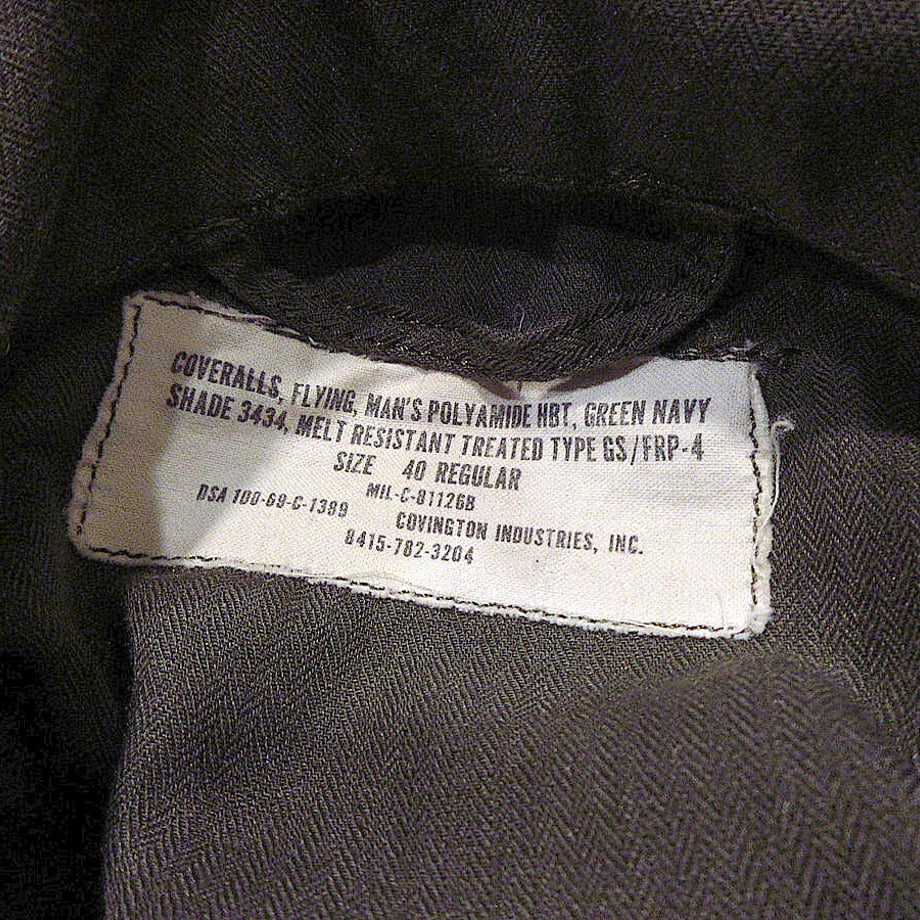 COVERALLS, FLYING, MAN'S POLYAMIDE HBT, GREEN NAVY
SHADE 3434, MELT RESISTANT TREATED TYPE GS/FRP-4
SIZE 40 REGULAR
MIL-C-81126B
DSA 100-69-C-1389
COVINGTON INDUSTRIES, INC.
8415-782-3204